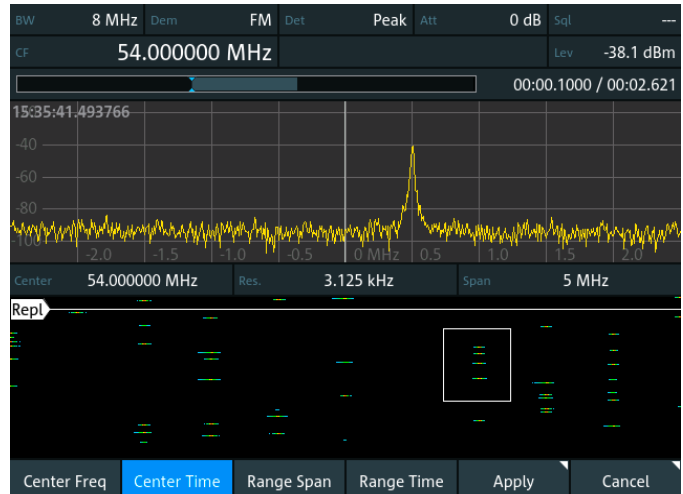 BW 8 MHz Dem FM Det Peak Att 0 dB Sql ---
CF 54.000000 MHz Lev -38.1 dBm
00:00.1000 / 00:02.621
15:35:41.493766
-40
-60
-80
-100
-2.0 -1.5 -1.0 -0.5 0 MHz 0.5 1.0 1.5 2.0
Center 54.000000 MHz Res. 3.125 kHz Span 5 MHz
Repl
Center Freq Center Time Range Span Range Time Apply Cancel